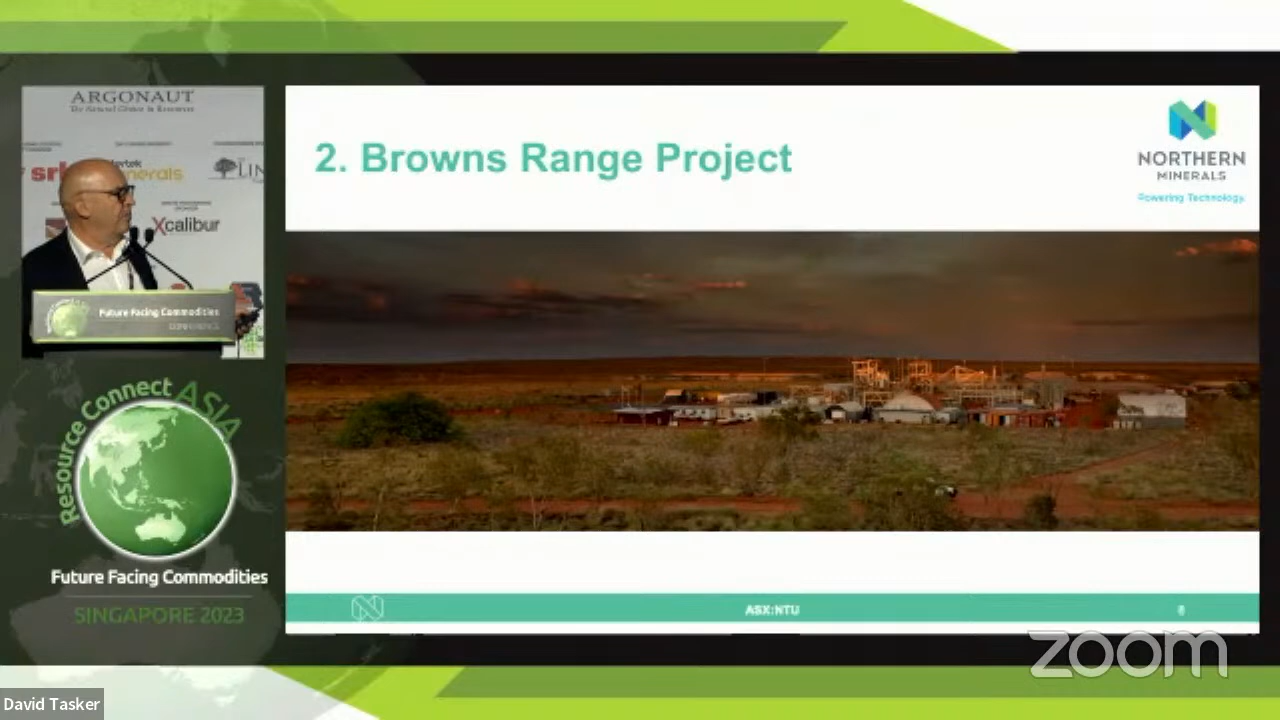 ARGONAUT
2. Browns Range Project
NORTHERN
MINERALS
Powering Technology.
Xcalibur
Future Facing Commodities
CONFERENCE
Resource Connect ASIA
Future Facing Commodities
SINGAPORE 2023
ASX:NTU
zoom
David Tasker